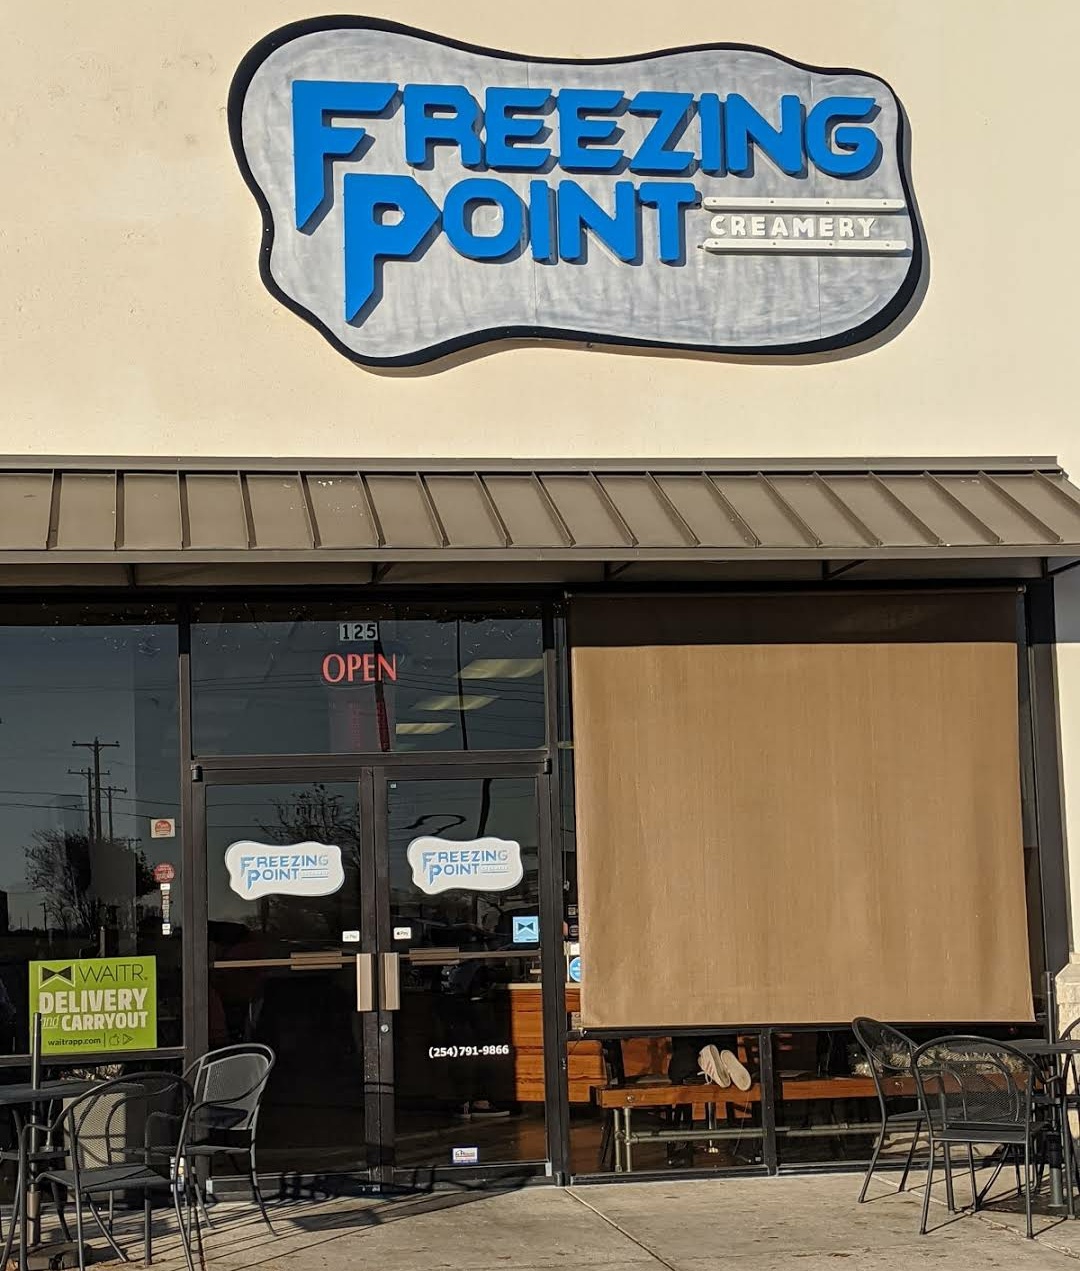 FREEZING
POINT
CREAMERY
125
OPEN
FREEZING
POINT
FREEZING
POINT
WAITR
DELIVERY
and CARRYOUT
waitrapp.com
(254)791-9866